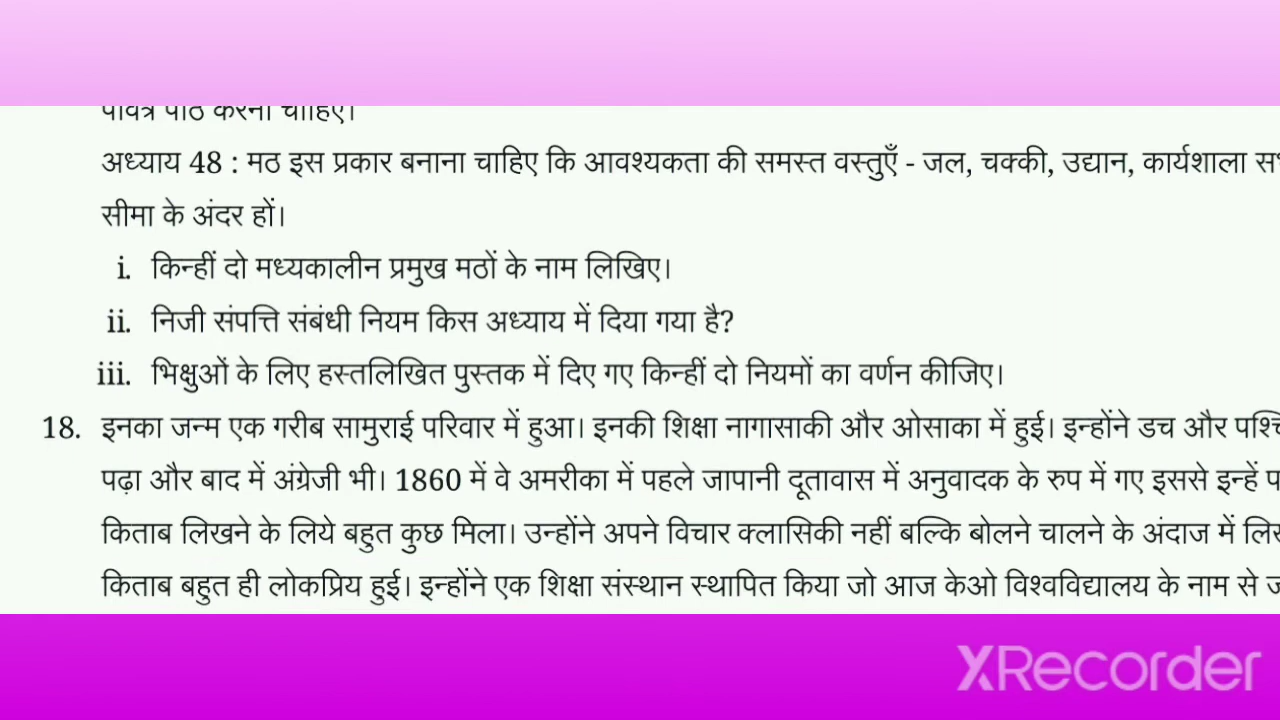 पवित्र पाठ करना चाहिए।
अध्याय 48 : मठ इस प्रकार बनाना चाहिए कि आवश्यकता की समस्त वस्तुएँ - जल, चक्की, उद्यान, कार्यशाला
सीमा के अंदर हों।
i. किन्हीं दो मध्यकालीन प्रमुख मठों के नाम लिखिए।
ii. निजी संपत्ति संबंधी नियम किस अध्याय में दिया गया है?
iii. भिक्षुओं के लिए हस्तलिखित पुस्तक में दिए गए किन्हीं दो नियमों का वर्णन कीजिए।
18. इनका जन्म एक गरीब सामुराई परिवार में हुआ। इनकी शिक्षा नागासाकी और ओसाका में हुई। इन्होंने डच और
पढ़ा और बाद में अंग्रेजी भी। 1860 में वे अमरीका में पहले जापानी दूतावास में अनुवादक के रुप में गए इससे इन्हें
किताब लिखने के लिये बहुत कुछ मिला। उन्होंने अपने विचार क्लासिकी नहीं बल्कि बोलने चालने के अंदाज में
किताब बहुत ही लोकप्रिय हुई। इन्होंने एक शिक्षा संस्थान स्थापित किया जो आज केओ विश्वविद्यालय के नाम से
XRecorder